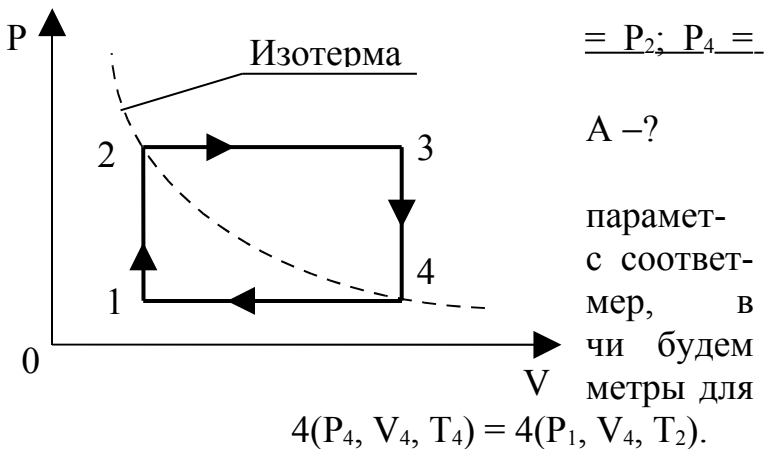 P
= P₂; P₄ =
Изотерма
A –?
2
3
парамет-
с соответ-
4
мер, в
1
чи будем
0
V
метры для
4(P₄, V₄, T₄) = 4(P₁, V₄, T₂).